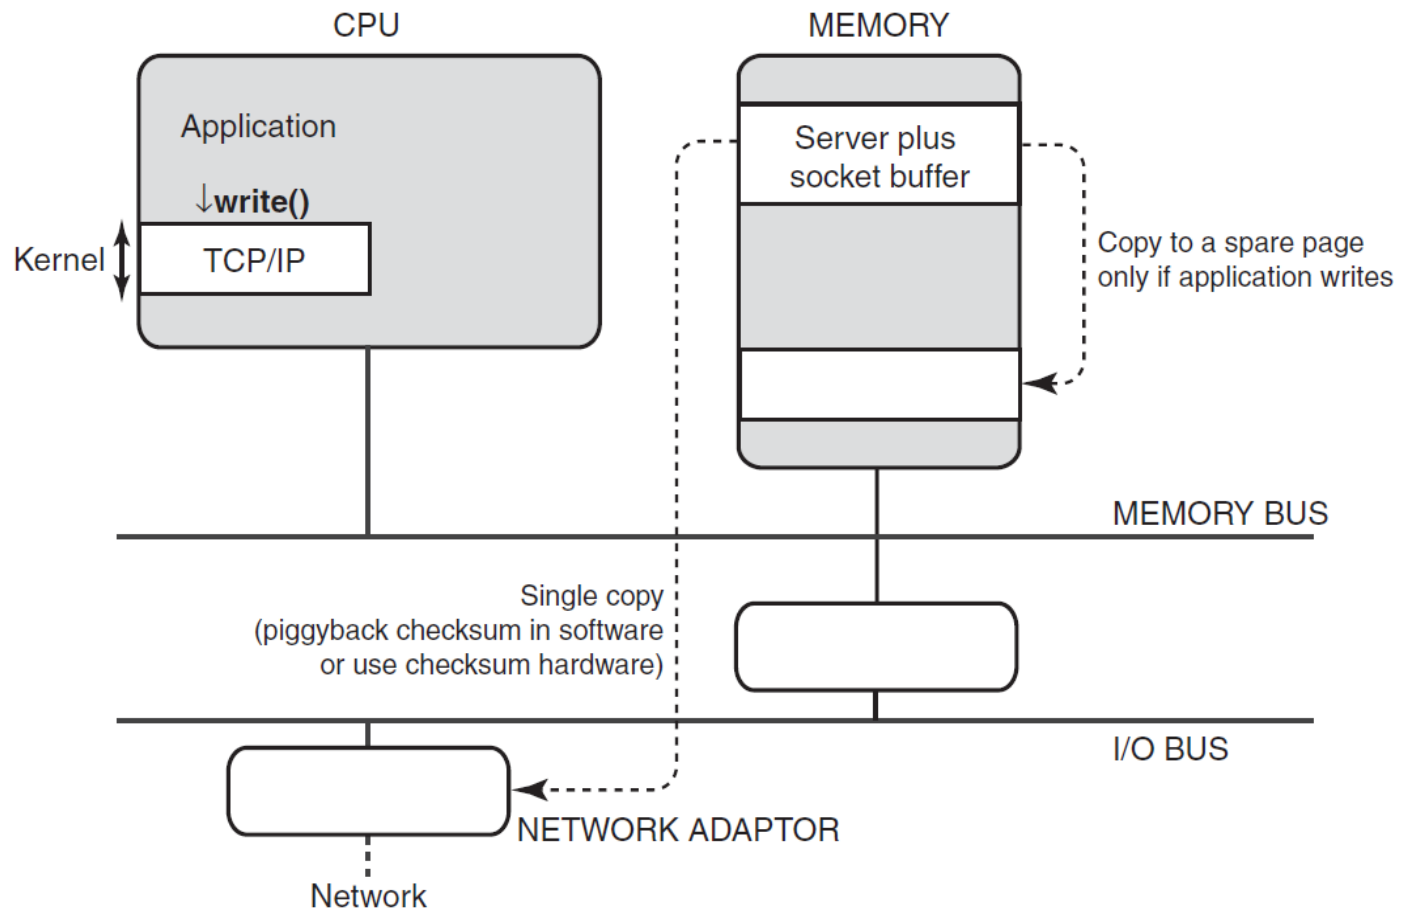 CPU
MEMORY
Application
↓write()
Kernel
TCP/IP
Server plus
socket buffer
Copy to a spare page
only if application writes
MEMORY BUS
Single copy
(piggyback checksum in software
or use checksum hardware)
I/O BUS
NETWORK ADAPTOR
Network